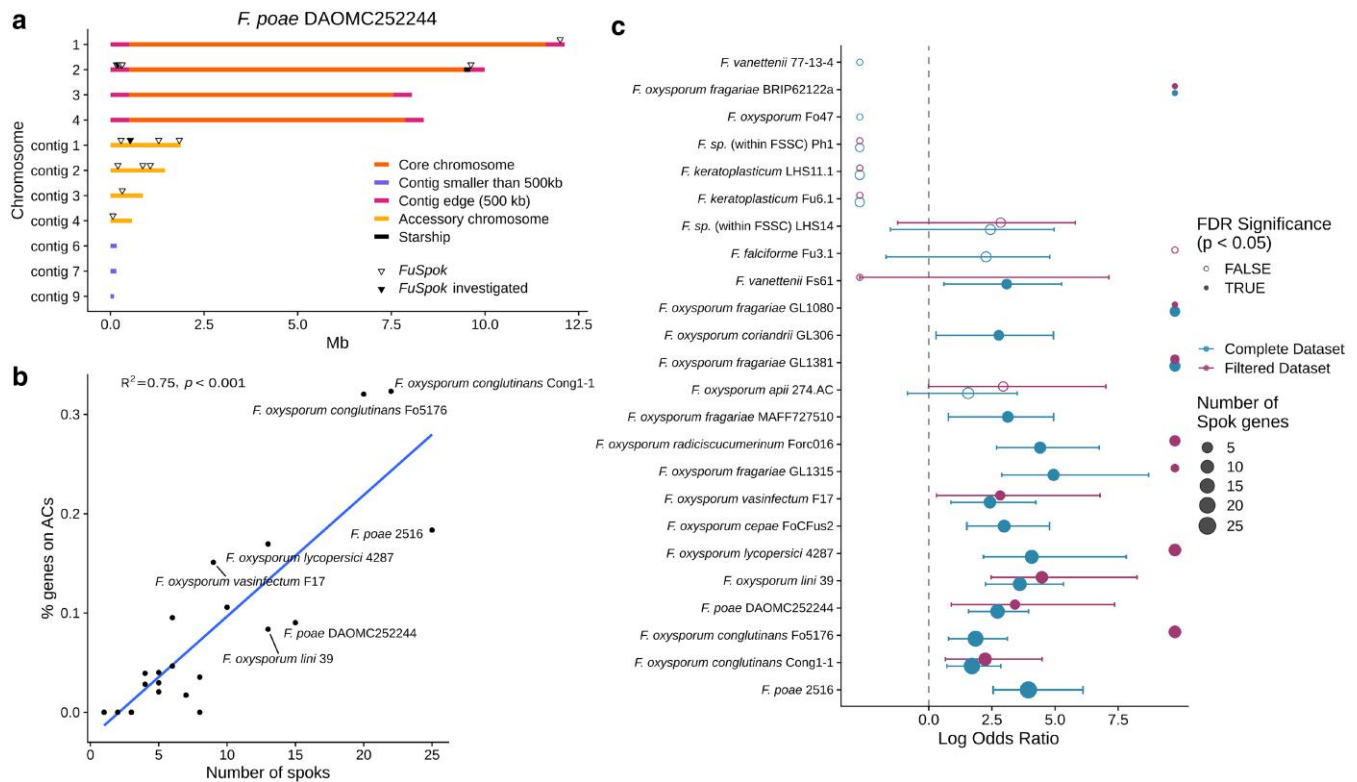 a
F. poae DAOMC252244
Chromosome
1
2
3
4
contig 1
contig 2
contig 3
contig 4
contig 6
contig 7
contig 9
Core chromosome
Contig smaller than 500kb
Contig edge (500 kb)
Accessory chromosome
Starship
FuSpok
FuSpok investigated
0.0 2.5 5.0 7.5 10.0 12.5
Mb
b
R²=0.75, p < 0.001
F. oxysporum conglutinans Cong1-1
F. oxysporum conglutinans Fo5176
F. poae 2516
F. oxysporum lycopersici 4287
F. oxysporum vasinfectum F17
F. poae DAOMC252244
F. oxysporum lini 39
% genes on ACs
0.3
0.2
0.1
0.0
0 5 10 15 20 25
Number of spoks
c
F. vanettenii 77-13-4
F. oxysporum fragariae BRIP62122a
F. oxysporum Fo47
F. sp. (within FSSC) Ph1
F. keratoplasticum LHS11.1
F. keratoplasticum Fu6.1
F. sp. (within FSSC) LHS14
F. falciforme Fu3.1
F. vanettenii Fs61
F. oxysporum fragariae GL1080
F. oxysporum coriandrii GL306
F. oxysporum fragariae GL1381
F. oxysporum apii 274.AC
F. oxysporum fragariae MAFF727510
F. oxysporum radiciscucumerinum Forc016
F. oxysporum fragariae GL1315
F. oxysporum vasinfectum F17
F. oxysporum cepae FoCFus2
F. oxysporum lycopersici 4287
F. oxysporum lini 39
F. poae DAOMC252244
F. oxysporum conglutinans Fo5176
F. oxysporum conglutinans Cong1-1
F. poae 2516
0.0 2.5 5.0 7.5
Log Odds Ratio
FDR Significance
(p < 0.05)
FALSE
TRUE
Complete Dataset
Filtered Dataset
Number of
Spok genes
5
10
15
20
25